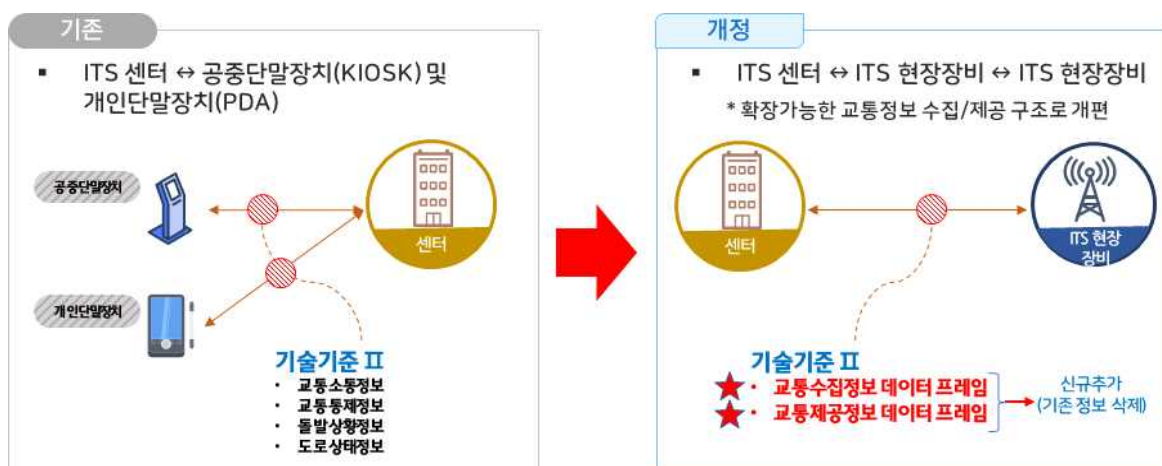 기존
▪ ITS 센터 ↔ 공중단말장치(KIOSK) 및
개인단말장치(PDA)
공중단말장치
센터
개인단말장치
기술기준 Ⅱ
· 교통소통정보
· 교통통제정보
· 돌발상황정보
· 도로상태정보
개정
▪ ITS 센터 ↔ ITS 현장장비 ↔ ITS 현장장비
* 확장가능한 교통정보 수집/제공 구조로 개편
센터
ITS 현장
장비
기술기준 Ⅱ
★ · 교통수집정보 데이터 프레임
★ · 교통제공정보 데이터 프레임
신규추가
(기존 정보 삭제)